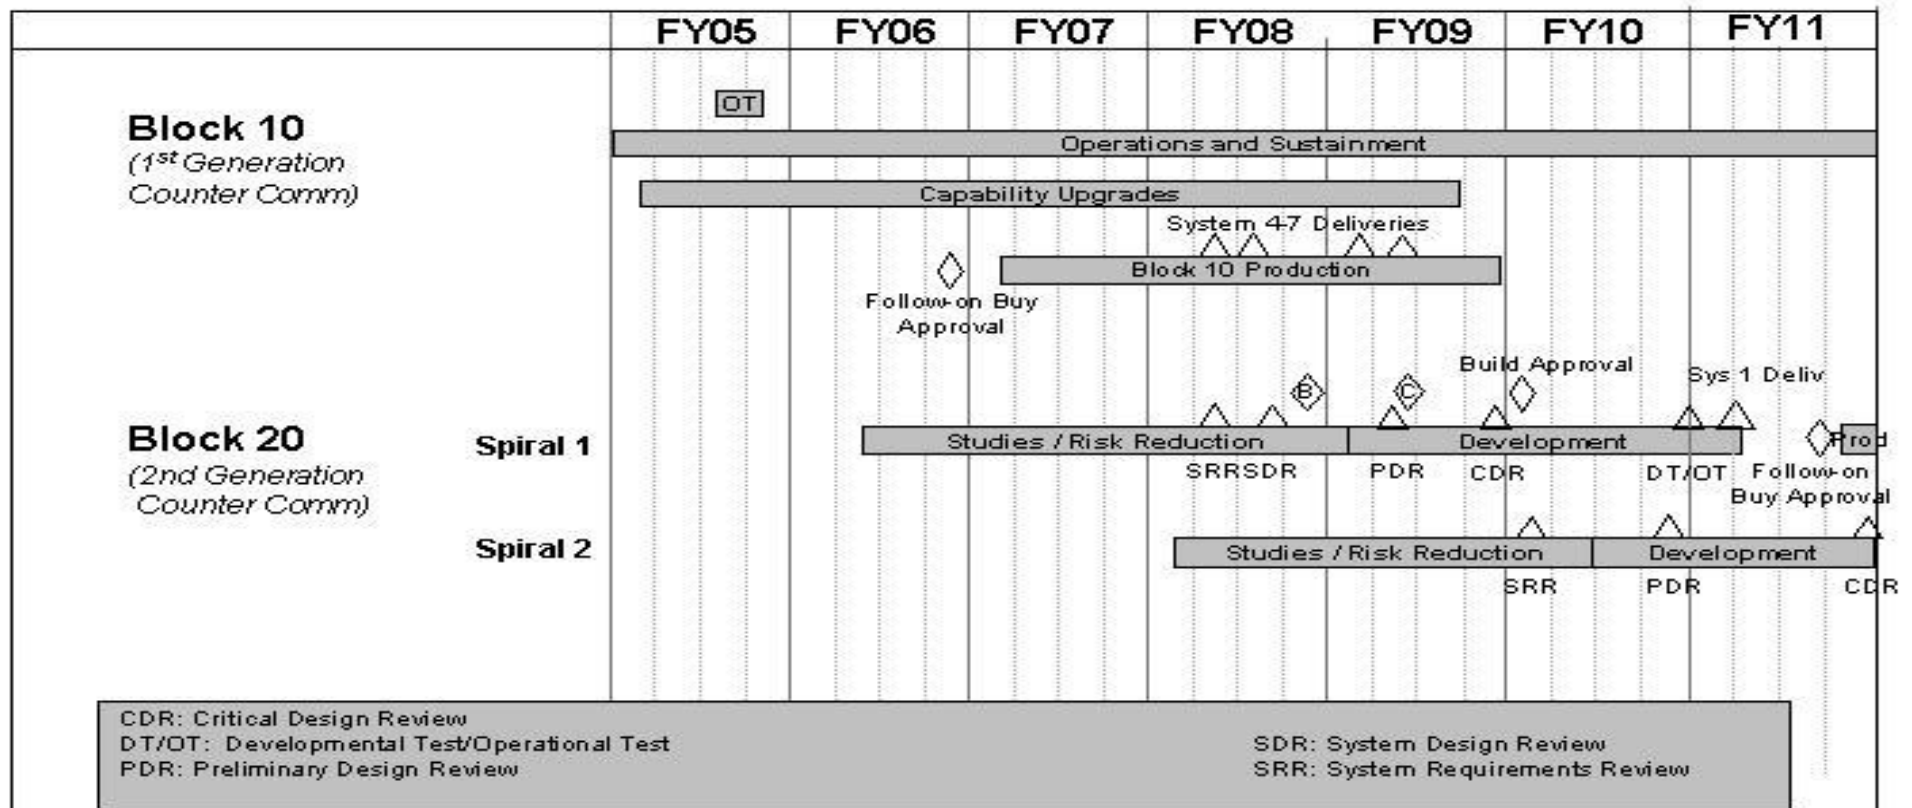 FY05 FY06 FY07 FY08 FY09 FY10 FY11
OT
Block 10
(1st Generation
Counter Comm)
Operations and Sustainment
Capability Upgrades
System 4-7 Deliveries
Block 10 Production
Follow-on Buy
Approval
Build Approval
Sys 1 Deliv
B C
Block 20
(2nd Generation
Counter Comm)
Spiral 1
Studies / Risk Reduction Development Prod
SRR SDR PDR CDR DT/OT Follow-on
Buy Approval
Spiral 2
Studies / Risk Reduction Development
SRR PDR CDR
CDR: Critical Design Review
DT/OT: Developmental Test/Operational Test
PDR: Preliminary Design Review
SDR: System Design Review
SRR: System Requirements Review